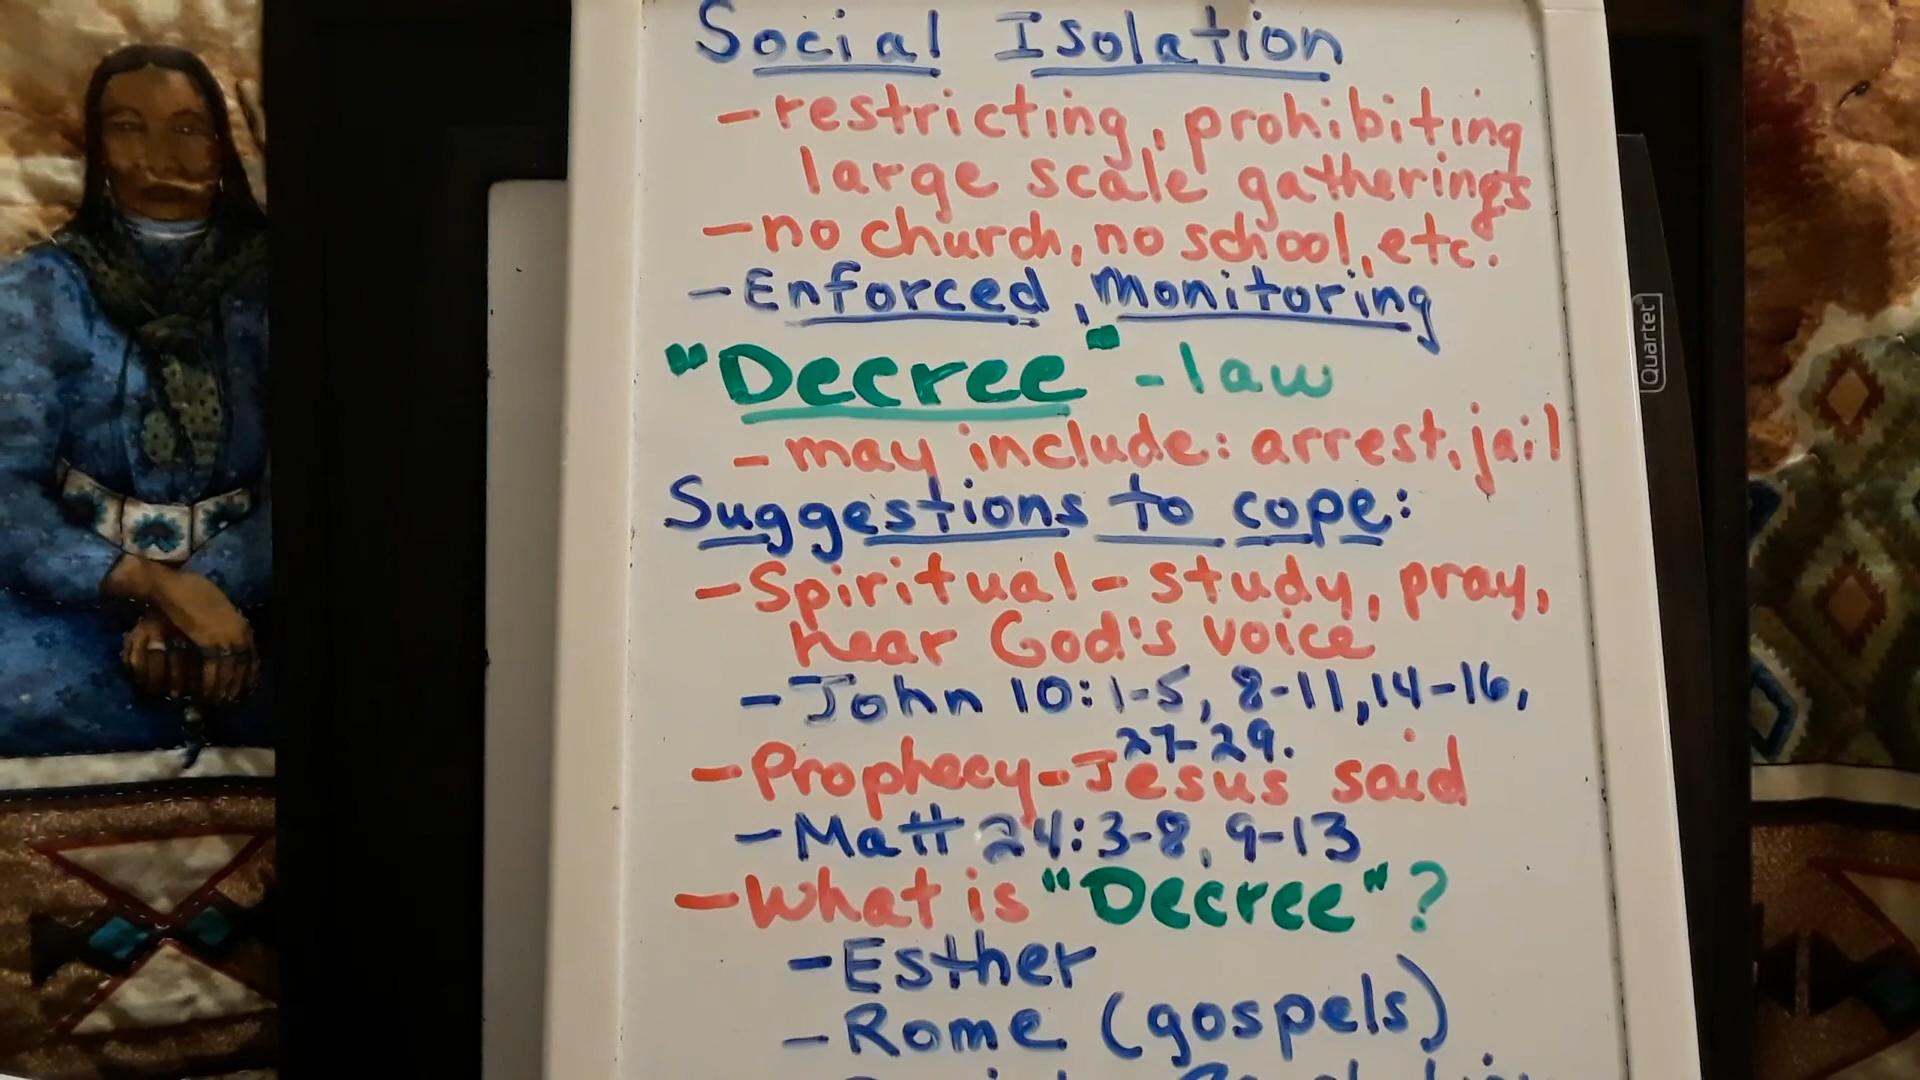 Social Isolation
-restricting, prohibiting
large scale gatherings
-no church, no school, etc.
-Enforced, monitoring
"Decree" -law
-may include: arrest, jail
Suggestions to cope:
-Spiritual- study, pray,
hear God's voice
-John 10:1-5, 8-11, 14-16,
27-29.
-Prophecy-Jesus said
-Matt 24:3-8, 9-13
-What is "Decree"?
-Esther
-Rome (gospels)
Quartet